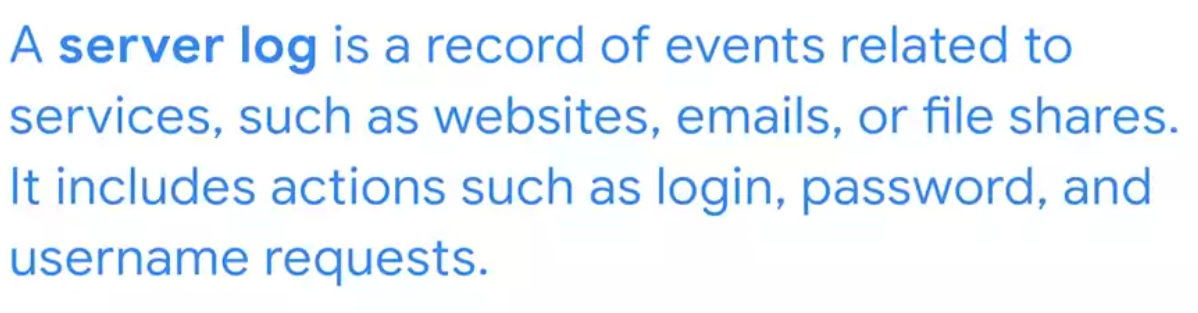 A server log is a record of events related to
services, such as websites, emails, or file shares.
It includes actions such as login, password, and
username requests.